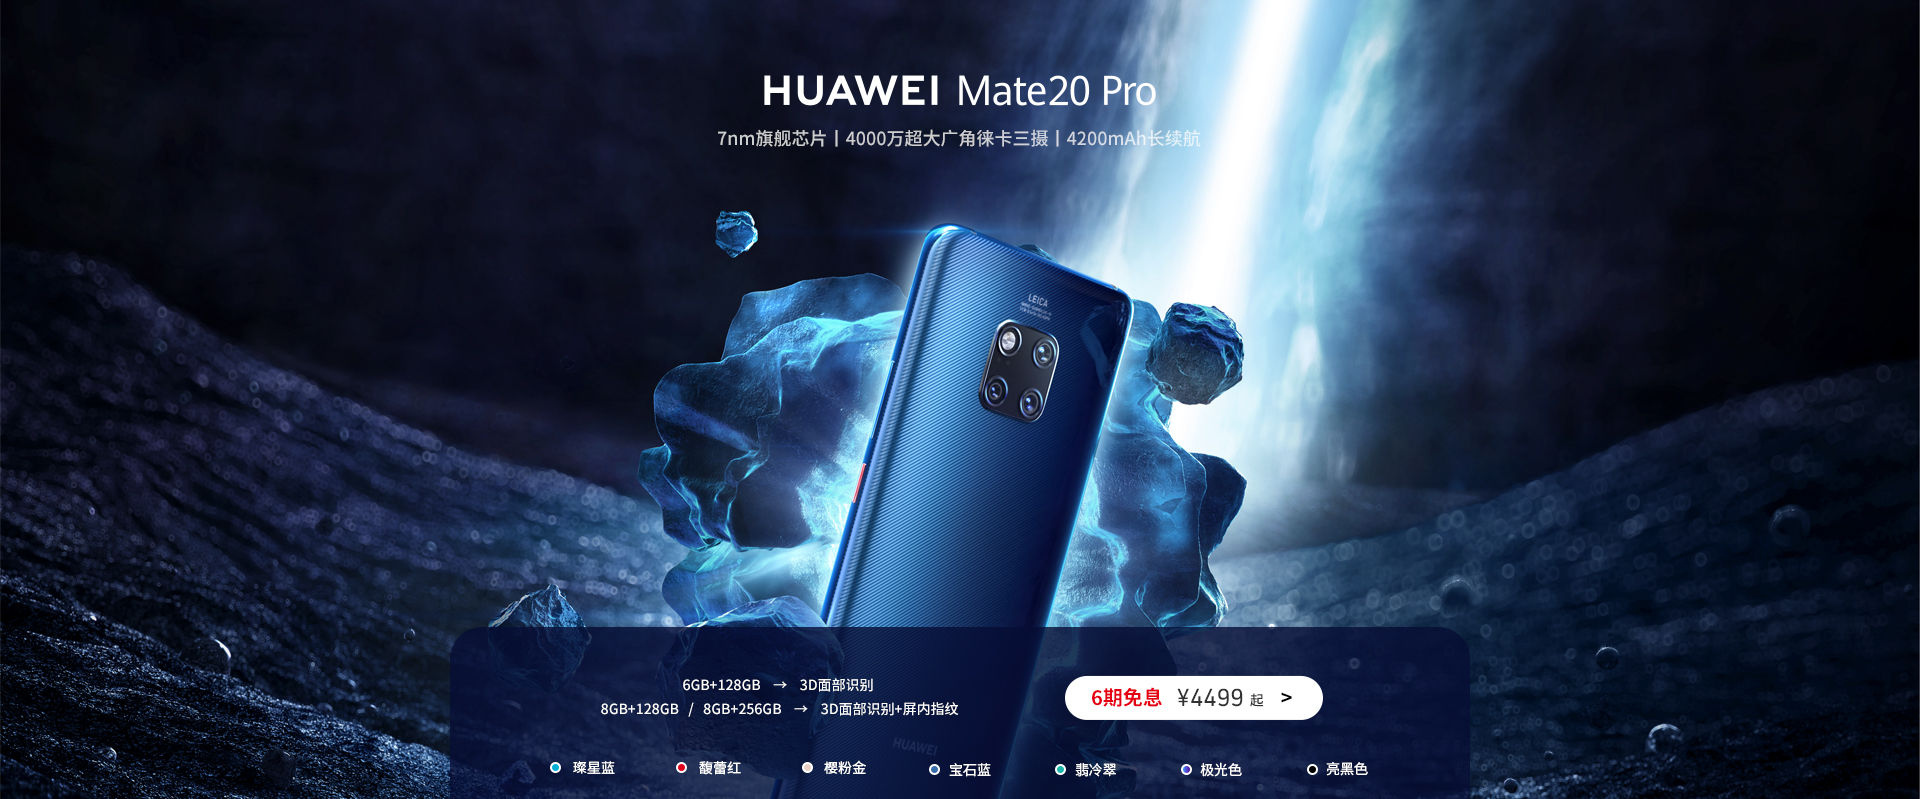 HUAWEI Mate20 Pro
7nm旗舰芯片丨4000万超大广角徕卡三摄丨4200mAh长续航
LEICA
6GB+128GB → 3D面部识别
8GB+128GB / 8GB+256GB → 3D面部识别+屏内指纹
6期免息 ¥4499 起 >
HUAWEI
璨星蓝 馥蕾红 樱粉金 宝石蓝 翡冷翠 极光色 亮黑色